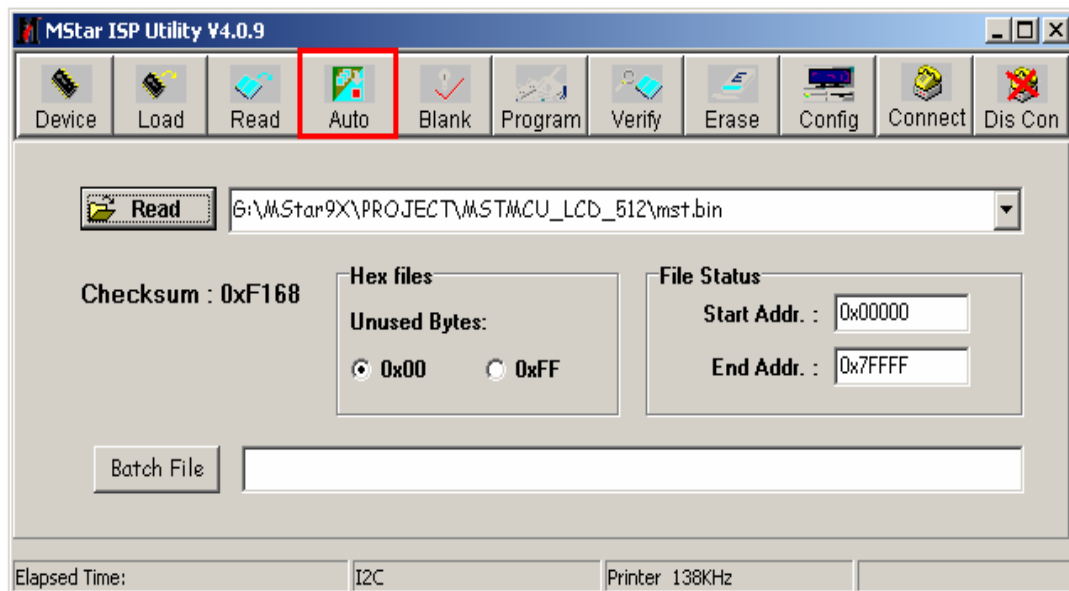 MStar ISP Utility V4.0.9
Device Load Read Auto Blank Program Verify Erase Config Connect Dis Con
Read G:\MStar9X\PROJECT\MSTMCU_LCD_512\mst.bin
Checksum : 0xF168
Hex files
Unused Bytes:
0x00 0xFF
File Status
Start Addr. : 0x00000
End Addr. : 0x7FFFF
Batch File
Elapsed Time: I2C Printer 138KHz